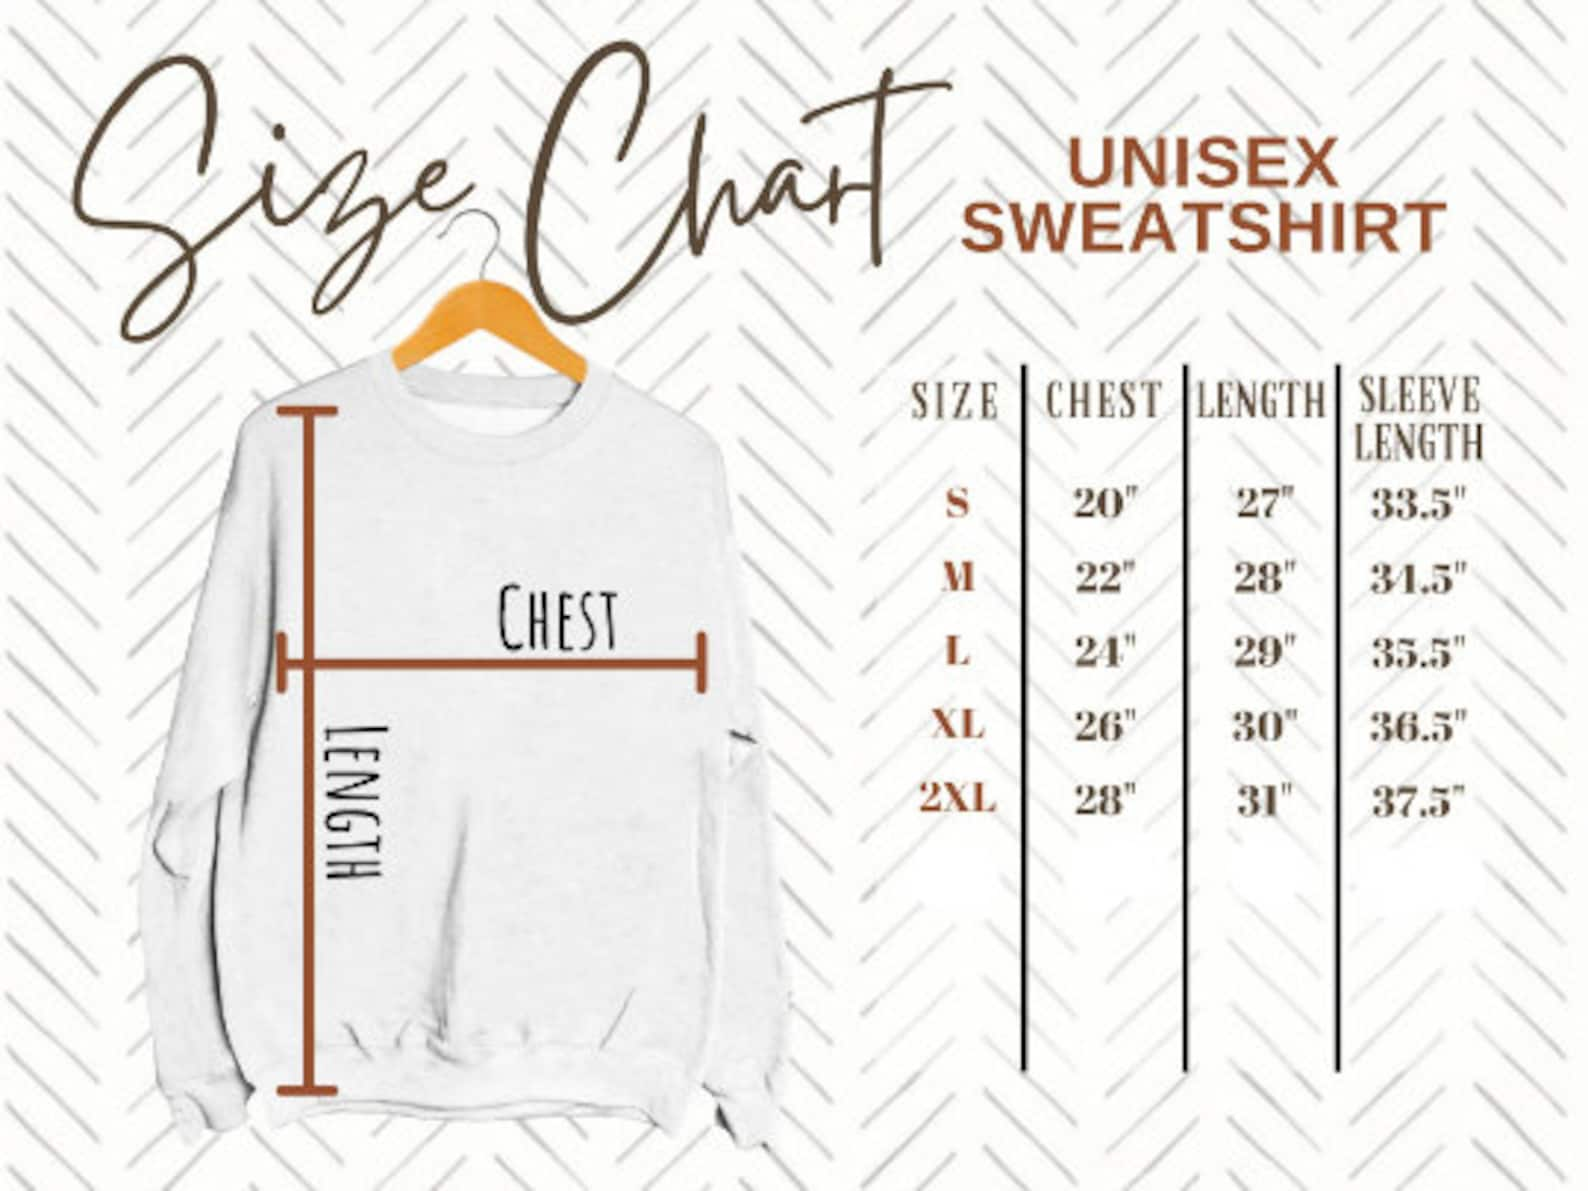 Size Chart
UNISEX
SWEATSHIRT
CHEST
LENGTH
SIZE CHEST LENGTH SLEEVE LENGTH
S 20" 27" 33.5"
M 22" 28" 34.5"
L 24" 29" 35.5"
XL 26" 30" 36.5"
2XL 28" 31" 37.5"